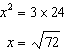 x² = 3 × 24
x = √72